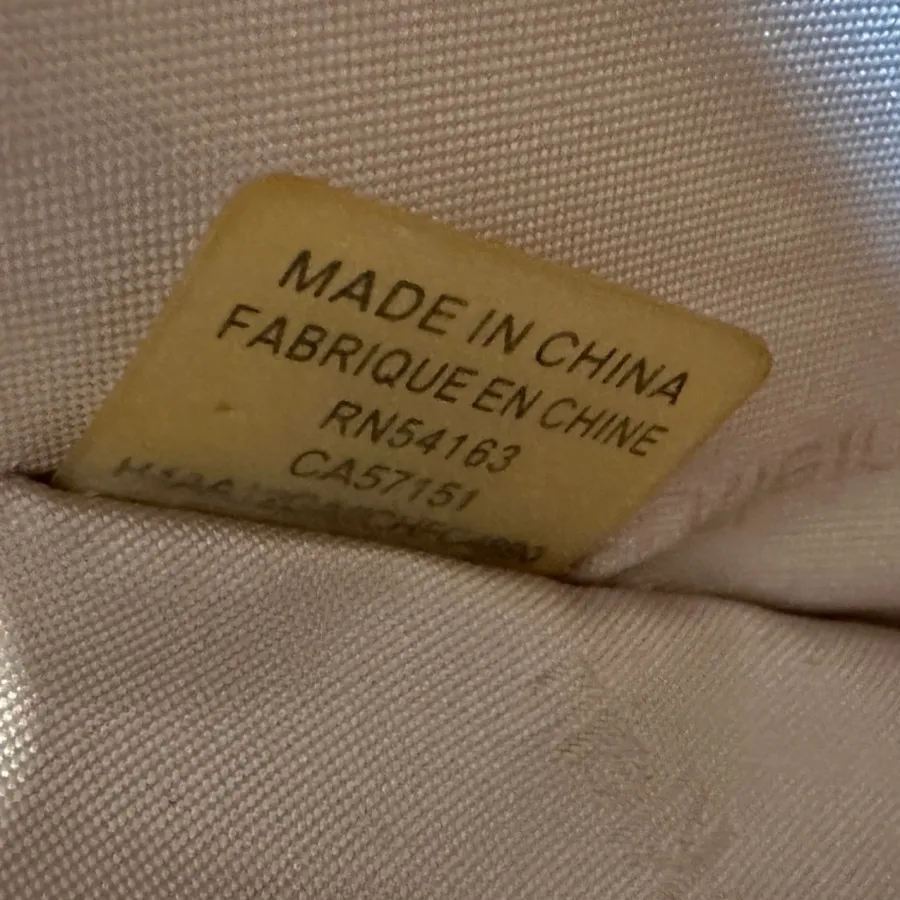 MADE IN CHINA
FABRIQUE EN CHINE
RN54163
CA57151